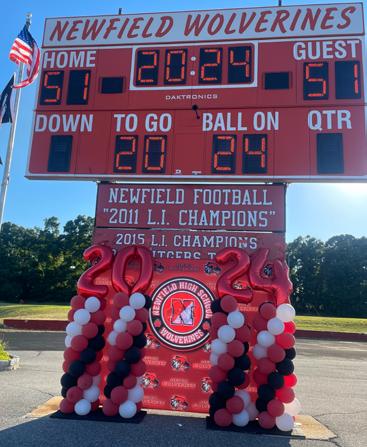 NEWFIELD WOLVERINES
HOME 20:24 GUEST
51 51
DAKTRONICS
DOWN TO GO BALL ON QTR
20 24
NEWFIELD FOOTBALL
"2011 L.I. CHAMPIONS"
2015 L.I. CHAMPIONS
20 24
NEWFIELD HIGH SCHOOL
N
WOLVERINES